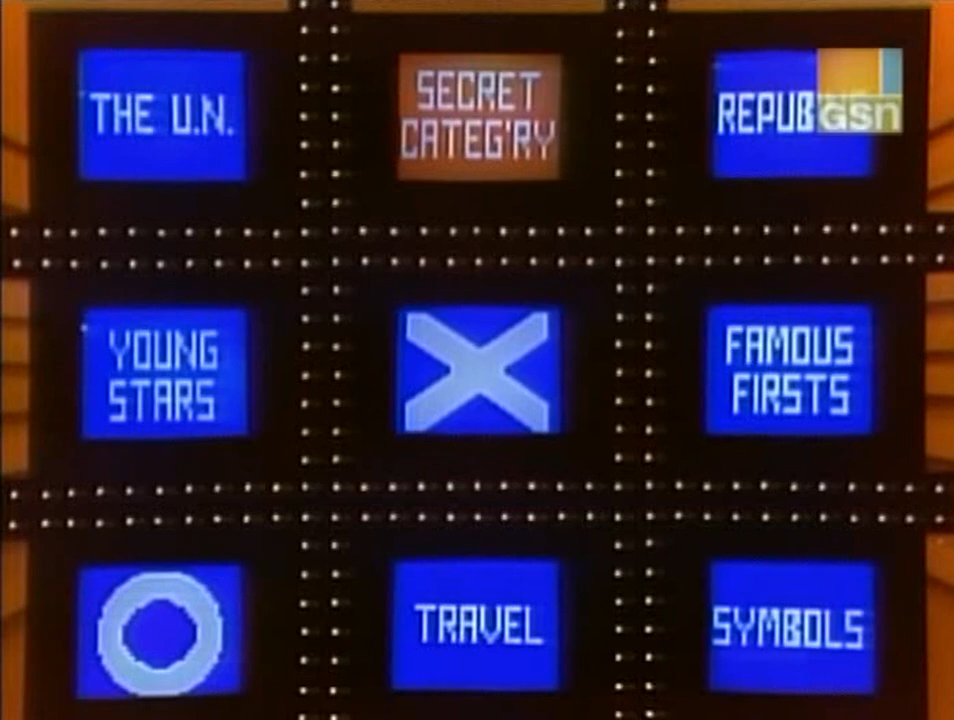 THE U.N.
SECRET
CATEG'RY
GSN
YOUNG
STARS
X
FAMOUS
FIRSTS
O
TRAVEL
SYMBOLS